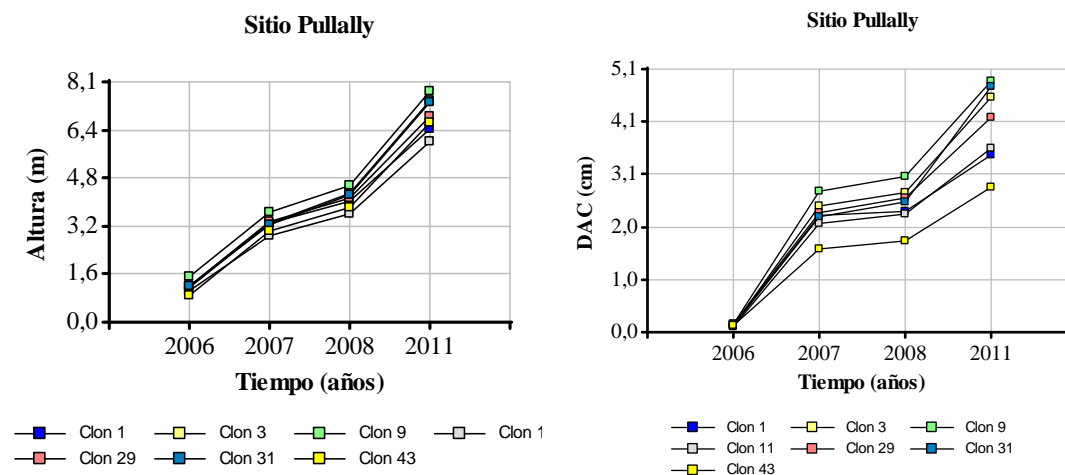 Sitio Pullally
Altura (m)
8,1
6,4
4,8
3,2
1,6
0,0
2006 2007 2008 2011
Tiempo (años)
Clon 1 Clon 3 Clon 9 Clon 1
Clon 29 Clon 31 Clon 43
Sitio Pullally
DAC (cm)
5,1
4,1
3,1
2,0
1,0
0,0
2006 2007 2008 2011
Tiempo (años)
Clon 1 Clon 3 Clon 9
Clon 11 Clon 29 Clon 31
Clon 43